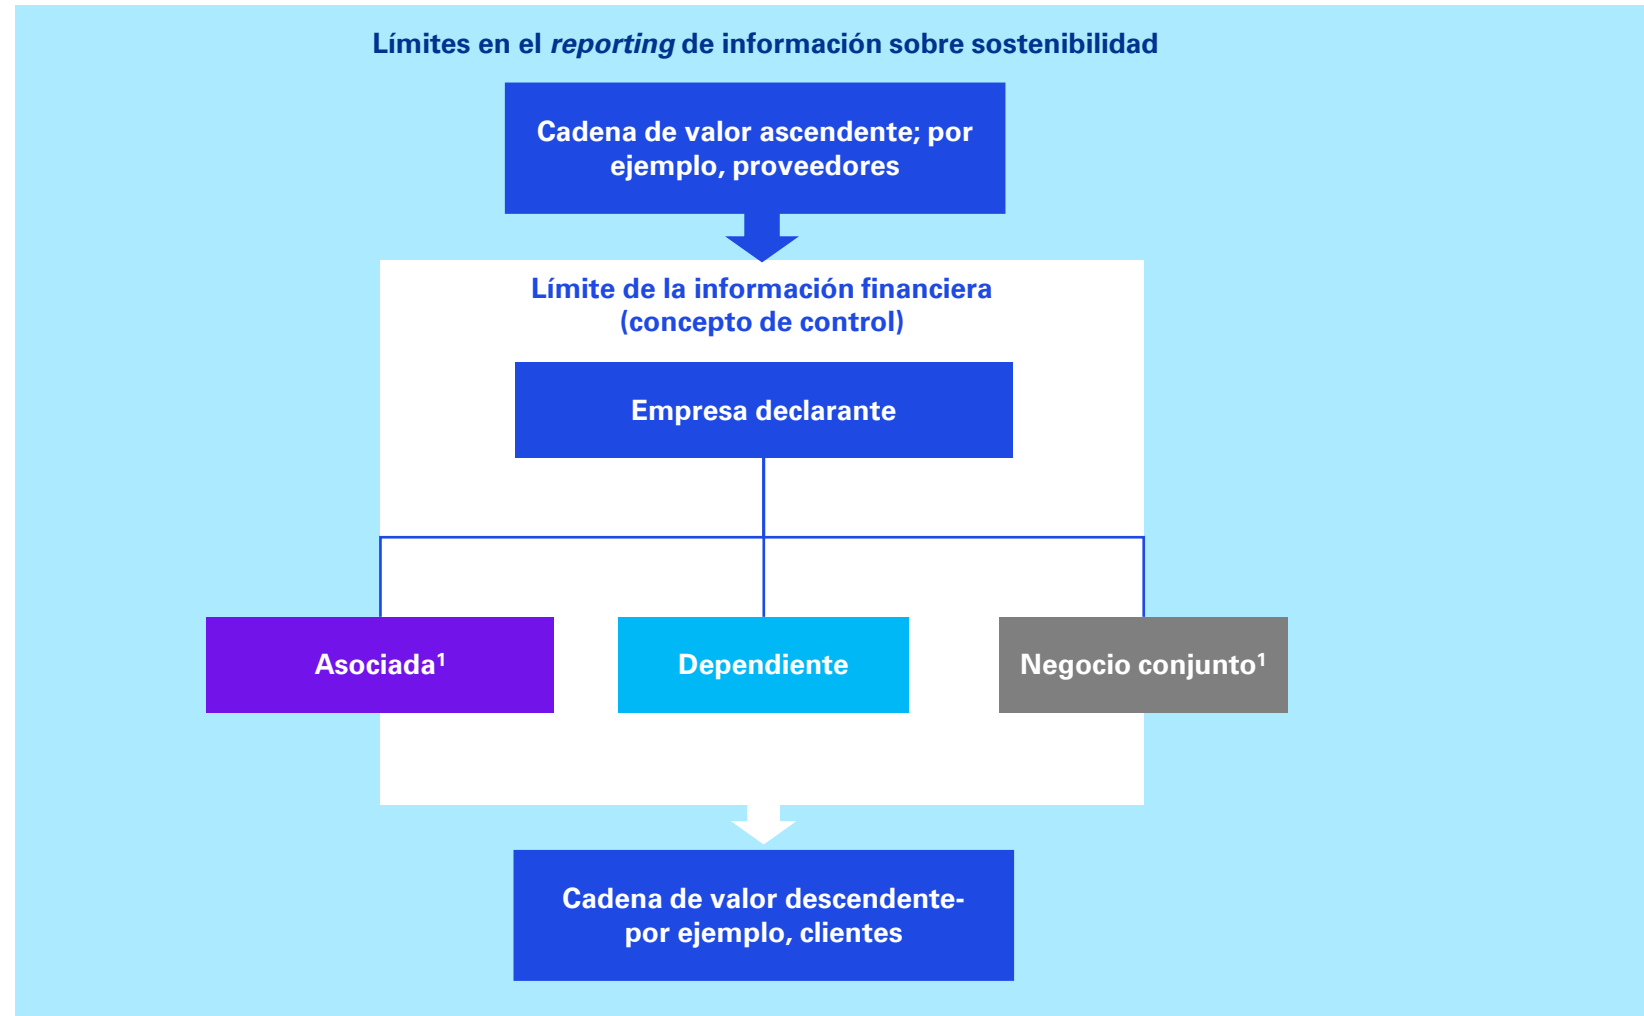 Límites en el reporting de información sobre sostenibilidad
Cadena de valor ascendente; por
ejemplo, proveedores
Límite de la información financiera
(concepto de control)
Empresa declarante
Asociada¹
Dependiente
Negocio conjunto¹
Cadena de valor descendente-
por ejemplo, clientes